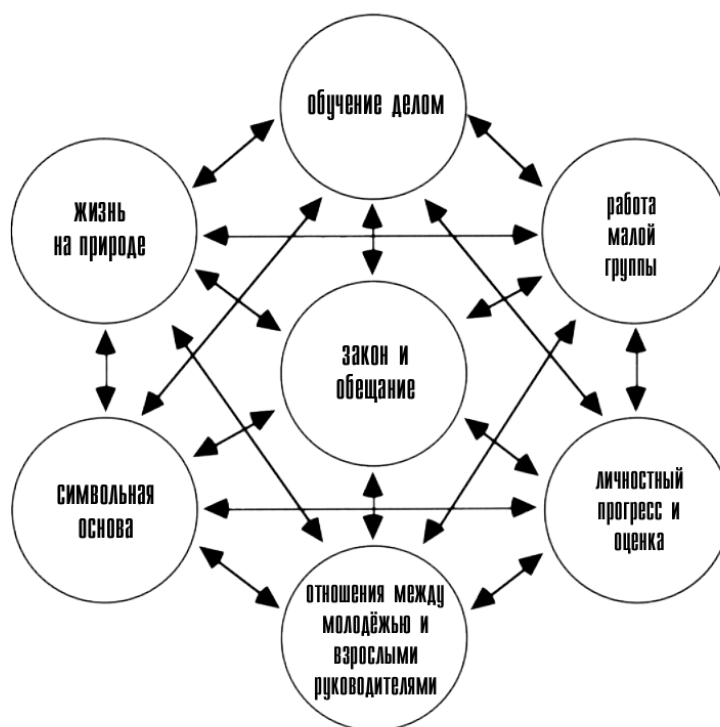 обучение делом
жизнь
на природе
работа
малой
группы
закон и
обещание
символьная
основа
личностный
прогресс и
оценка
отношения между
молодёжью и
взрослыми
руководителями